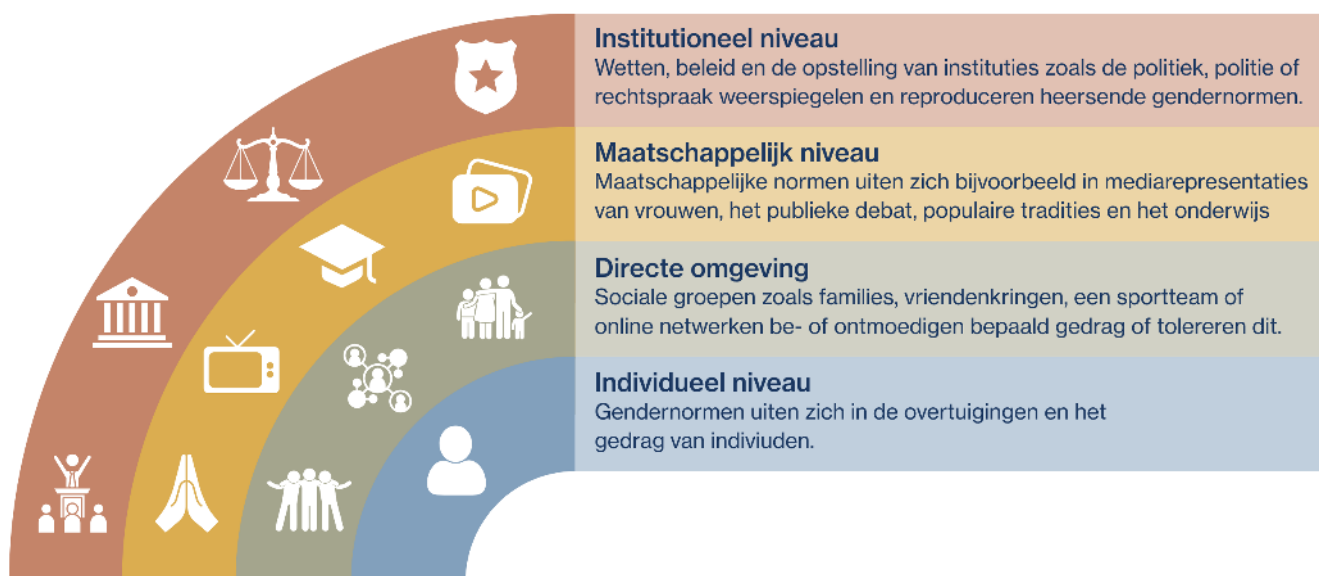 Institutioneel niveau
Wetten, beleid en de opstelling van instituties zoals de politiek, politie of
rechtspraak weerspiegelen en reproduceren heersende gendernormen.
Maatschappelijk niveau
Maatschappelijke normen uiten zich bijvoorbeeld in mediarepresentaties
van vrouwen, het publieke debat, populaire tradities en het onderwijs
Directe omgeving
Sociale groepen zoals families, vriendenkringen, een sportteam of
online netwerken be- of ontmoedigen bepaald gedrag of tolereren dit.
Individueel niveau
Gendernormen uiten zich in de overtuigingen en het
gedrag van indiviuden.